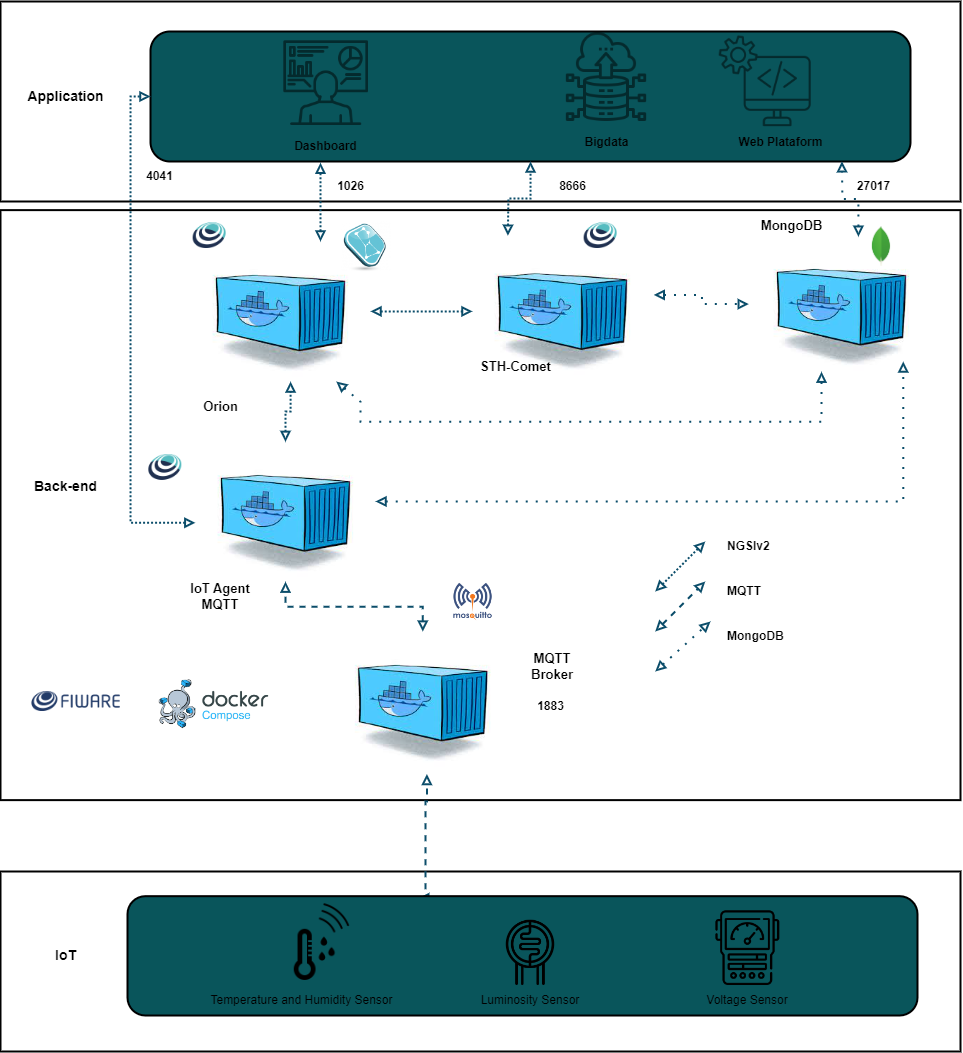 Application
Dashboard
Bigdata
Web Plataform
4041
1026
8666
27017
MongoDB
STH-Comet
Orion
Back-end
IoT Agent
MQTT
NGSIv2
MQTT
MongoDB
mosquitto
MQTT
Broker
1883
FIWARE
docker
Compose
IoT
Temperature and Humidity Sensor
Luminosity Sensor
Voltage Sensor